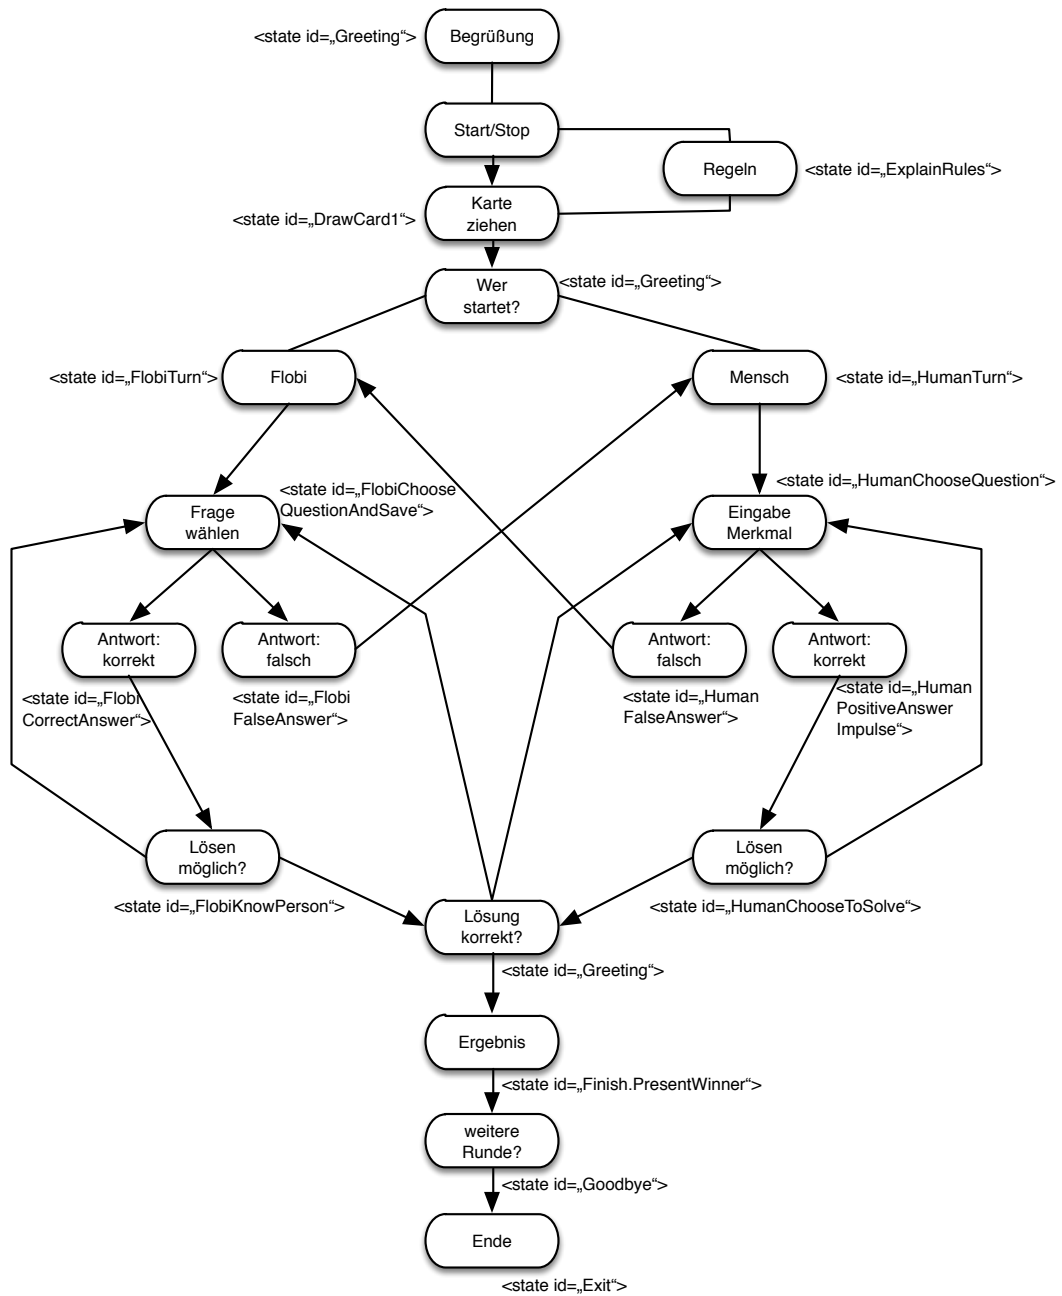 <state id=„Greeting“>
Begrüßung
Start/Stop
Regeln
<state id=„ExplainRules“>
<state id=„DrawCard1“>
Karte
ziehen
Wer
startet?
<state id=„Greeting“>
<state id=„FlobiTurn“>
Flobi
Mensch
<state id=„HumanTurn“>
Frage
wählen
<state id=„FlobiChoose
QuestionAndSave“>
<state id=„HumanChooseQuestion“>
Eingabe
Merkmal
Antwort:
korrekt
Antwort:
falsch
Antwort:
falsch
Antwort:
korrekt
<state id=„Flobi
CorrectAnswer“>
<state id=„Flobi
FalseAnswer“>
<state id=„Human
FalseAnswer“>
<state id=„Human
PositiveAnswer
Impulse“>
Lösen
möglich?
<state id=„FlobiKnowPerson“>
Lösen
möglich?
<state id=„HumanChooseToSolve“>
Lösung
korrekt?
<state id=„Greeting“>
Ergebnis
<state id=„Finish.PresentWinner“>
weitere
Runde?
<state id=„Goodbye“>
Ende
<state id=„Exit“>